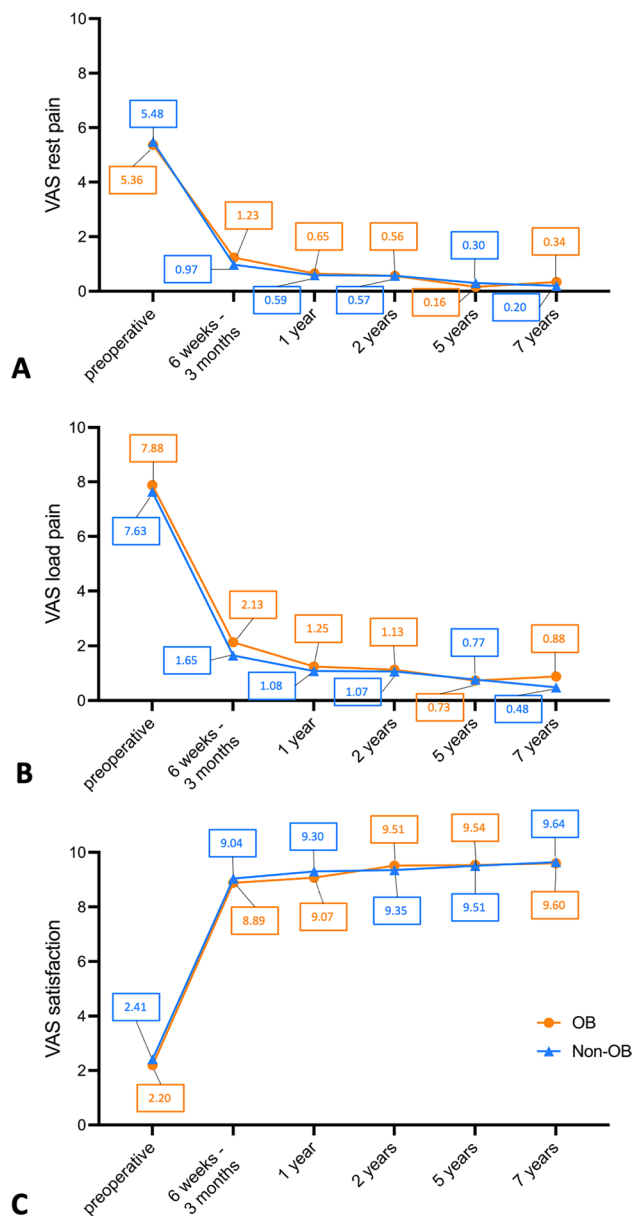 10
8
6
4
2
0
VAS rest pain
5.48
5.36
1.23
0.97
0.65
0.59
0.56
0.57
0.30
0.16
0.34
0.20
preoperative
6 weeks -
3 months
1 year
2 years
5 years
7 years
A
10
8
6
4
2
0
VAS load pain
7.88
7.63
2.13
1.65
1.25
1.08
1.13
1.07
0.77
0.73
0.88
0.48
preoperative
6 weeks -
3 months
1 year
2 years
5 years
7 years
B
10
8
6
4
2
0
VAS satisfaction
2.41
2.20
9.04
8.89
9.30
9.07
9.51
9.35
9.54
9.51
9.64
9.60
OB
Non-OB
preoperative
6 weeks -
3 months
1 year
2 years
5 years
7 years
C